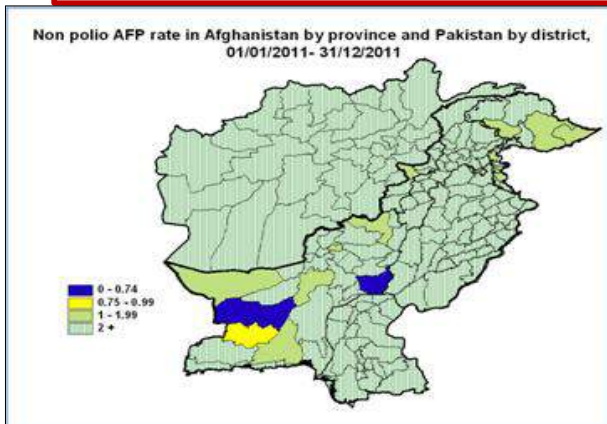 Non polio AFP rate in Afghanistan by province and Pakistan by district,
01/01/2011- 31/12/2011
0 - 0.74
0.75 - 0.99
1 - 1.99
2 +